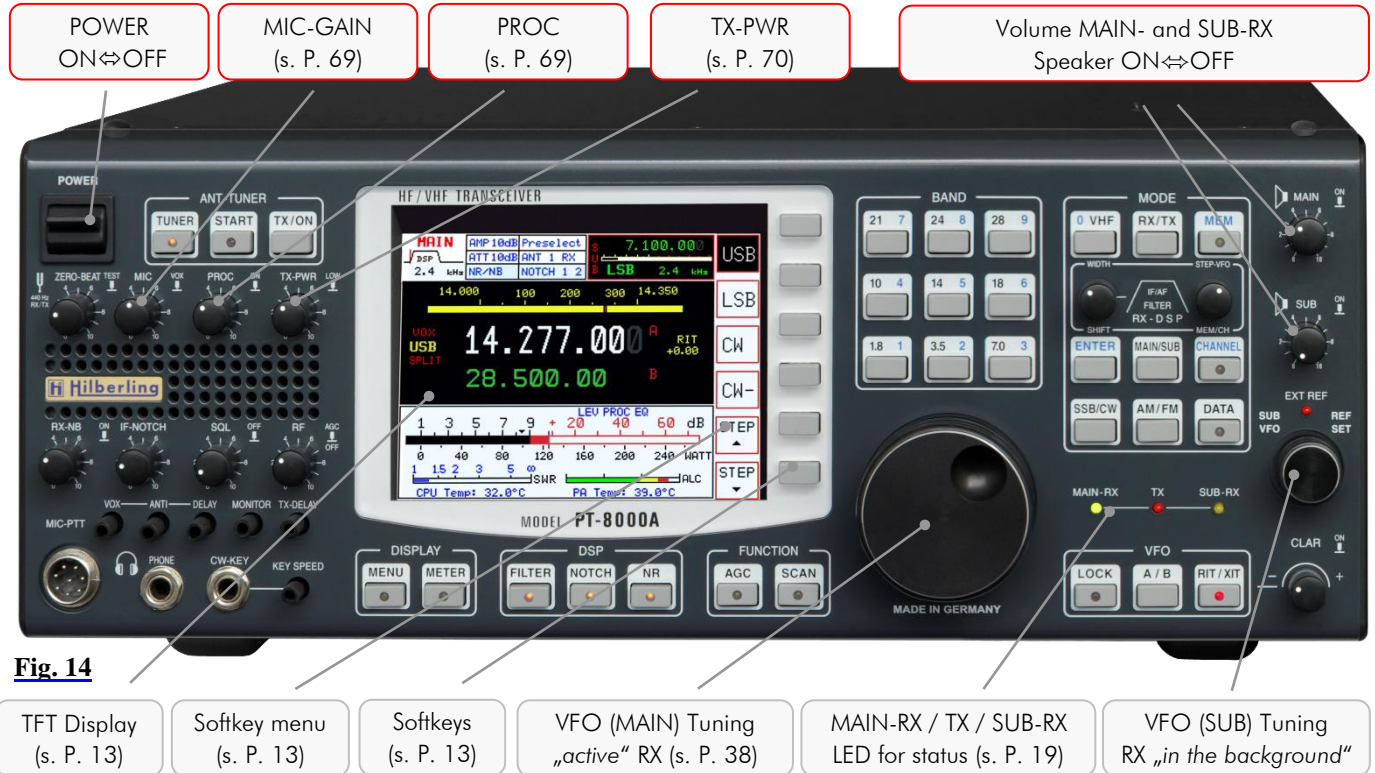 POWER
ON⇔OFF
MIC-GAIN
(s. P. 69)
PROC
(s. P. 69)
TX-PWR
(s. P. 70)
Volume MAIN- and SUB-RX
Speaker ON⇔OFF
POWER
ANT TUNER
TUNER START TX/ON
ZERO-BEAT TEST MIC VOX PROC ON TX-PWR LOW
440 Hz
RX/TX
Hilberling
RX-NB ON IF-NOTCH SQL OFF RF AGC
OFF
VOX ANTI DELAY MONITOR TX-DELAY
MIC-PTT PHONE CW-KEY KEY SPEED
HF/VHF TRANSCEIVER
MAIN AMP 10dB Preselect S 7.100.000
DSP ATT 10dB ANT 1 RX U
2.4 kHz NR/NB NOTCH 1 2 B LSB 2.4 kHz
14.000 100 200 300 14.350
VOX
USB 14.277.000 A RIT
SPLIT +0.00
28.500.00 B
LEV PROC EQ
1 3 5 7 9 + 20 40 60 dB
0 40 80 120 160 200 240 WATT
1 1.5 2 3 5 ∞ SWR ALC
CPU Temp: 32.0°C PA Temp: 39.0°C
USB
LSB
CW
CW-
STEP
STEP
MODEL PT-8000A
DISPLAY
MENU METER
DSP
FILTER NOTCH NR
FUNCTION
AGC SCAN
BAND
21 7 24 8 28 9
10 4 14 5 18 6
1.8 1 3.5 2 7.0 3
MADE IN GERMANY
MODE
0 VHF RX/TX MEM
WIDTH STEP-VFO
IF/AF
FILTER
RX - D S P
SHIFT MEM/CH
ENTER MAIN/SUB CHANNEL
SSB/CW AM/FM DATA
MAIN-RX TX SUB-RX
VFO
LOCK A / B RIT / XIT
MAIN ON
SUB ON
EXT REF
SUB
VFO
REF
SET
CLAR ON
- +
Fig. 14
TFT Display
(s. P. 13)
Softkey menu
(s. P. 13)
Softkeys
(s. P. 13)
VFO (MAIN) Tuning
„active“ RX (s. P. 38)
MAIN-RX / TX / SUB-RX
LED for status (s. P. 19)
VFO (SUB) Tuning
RX „in the background“